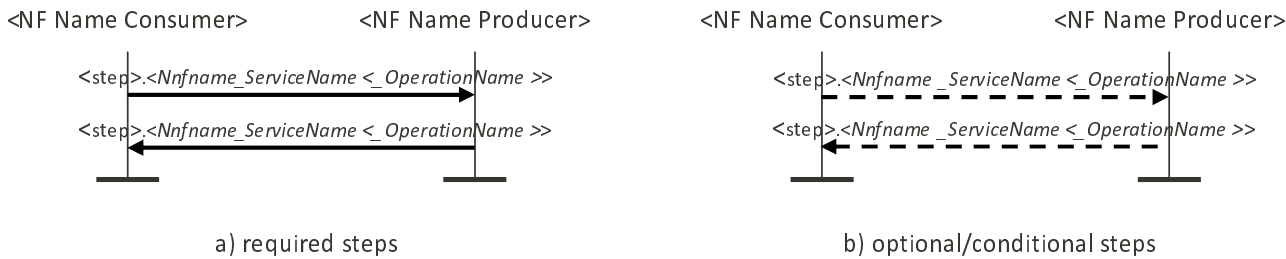 <NF Name Consumer> <NF Name Producer>
<step>.<Nnfname_ServiceName <_OperationName >>
<step>.<Nnfname_ServiceName <_OperationName >>
a) required steps
<NF Name Consumer> <NF Name Producer>
<step>.<Nnfname _ServiceName <_OperationName >>
<step>.<Nnfname _ServiceName <_OperationName >>
b) optional/conditional steps